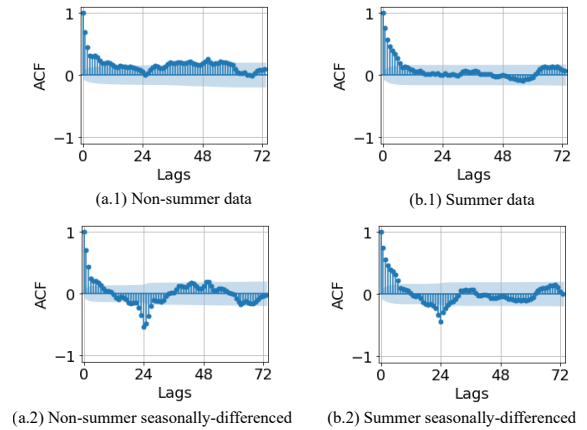 1
ACF
0
−1
0
24
48
72
Lags
(a.1) Non-summer data
1
ACF
0
−1
0
24
48
72
Lags
(b.1) Summer data
1
ACF
0
−1
0
24
48
72
Lags
(a.2) Non-summer seasonally-differenced
1
ACF
0
−1
0
24
48
72
Lags
(b.2) Summer seasonally-differenced